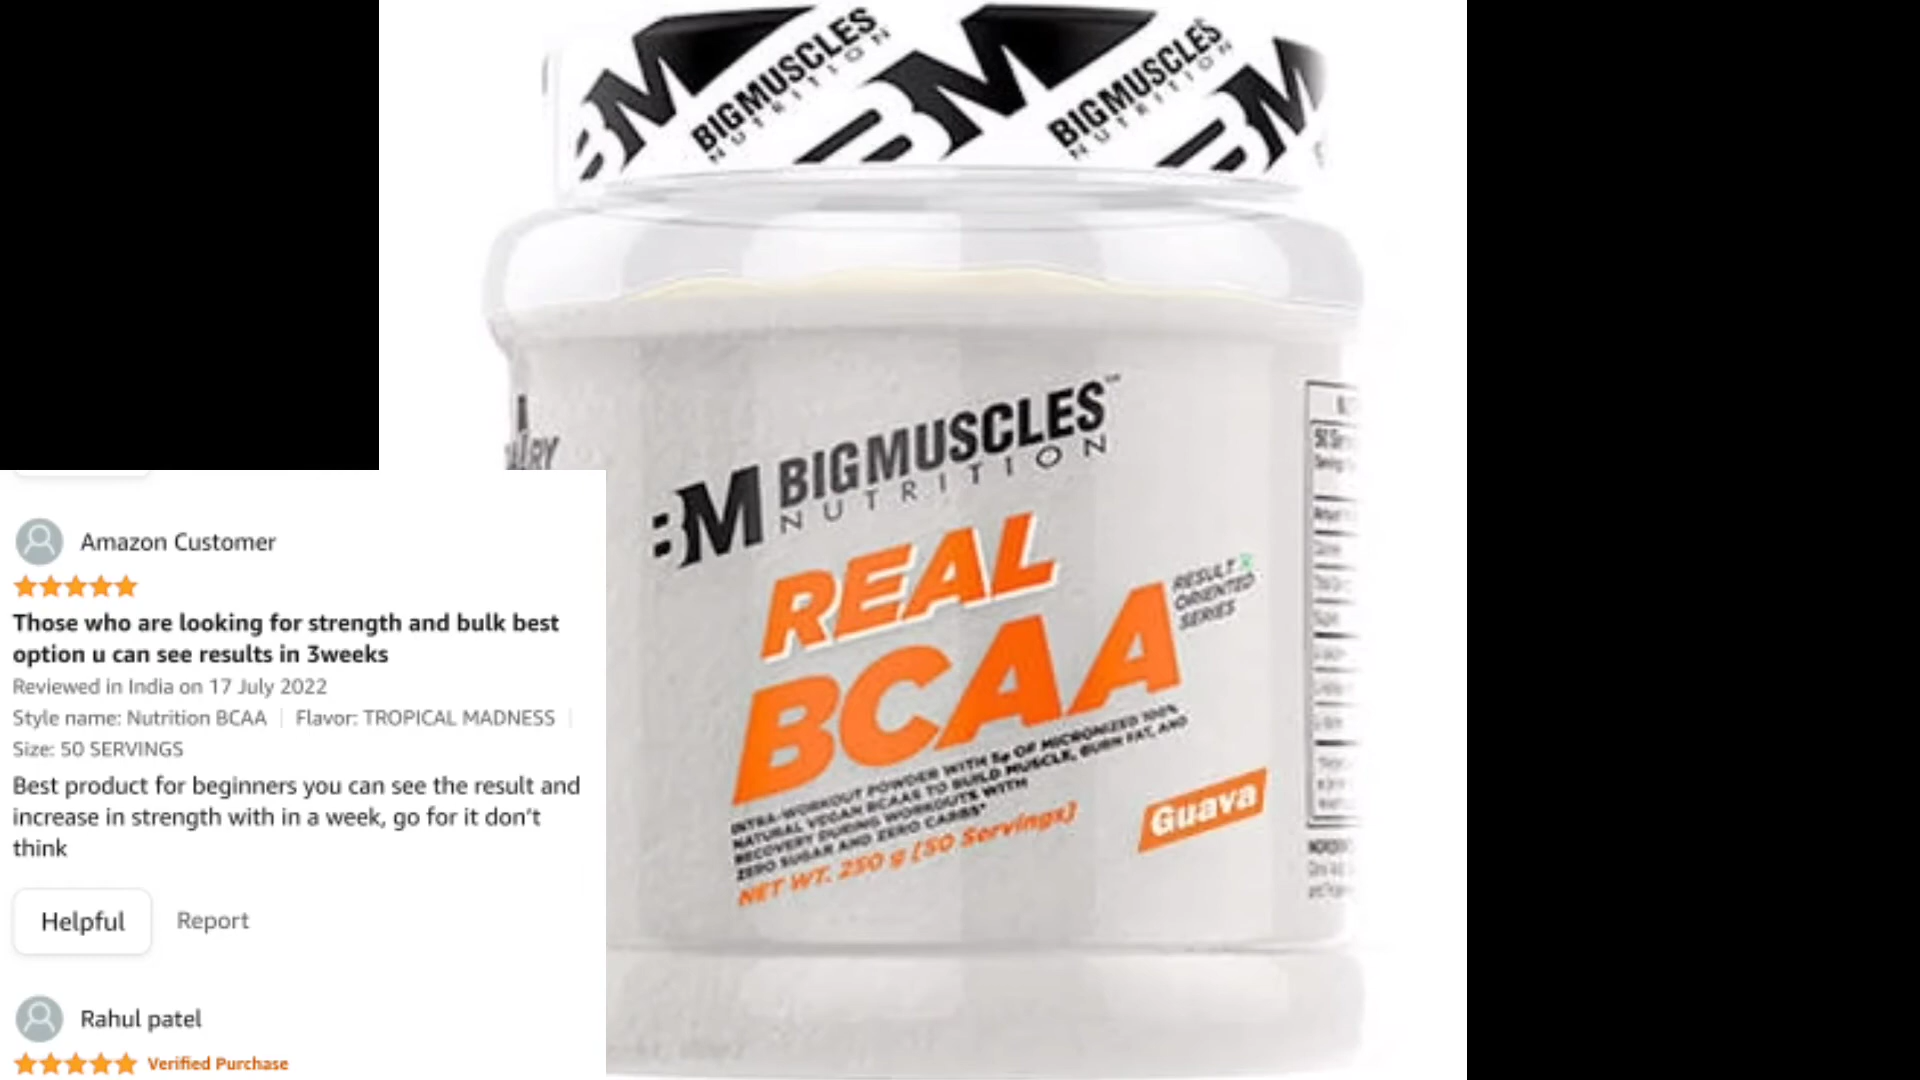 BIGMUSCLES
NUTRITION
BIGMUSCLES
NUTRITION
BM BIGMUSCLES™
NUTRITION
REAL
BCAA
RESULT
ORIENTED
SERIES
INTRA-WORKOUT POWDER WITH 5g OF MICRONIZED 100%
NATURAL VEGAN BCAAS TO BUILD MUSCLE, BURN FAT, AND
RECOVERY DURING WORKOUTS WITH
ZERO SUGAR AND ZERO CARBS*
NET WT. 250 g [50 Servings]
Guava
Amazon Customer
Those who are looking for strength and bulk best
option u can see results in 3weeks
Reviewed in India on 17 July 2022
Style name: Nutrition BCAA | Flavor: TROPICAL MADNESS |
Size: 50 SERVINGS
Best product for beginners you can see the result and
increase in strength with in a week, go for it don't
think
Helpful Report
Rahul patel
Verified Purchase